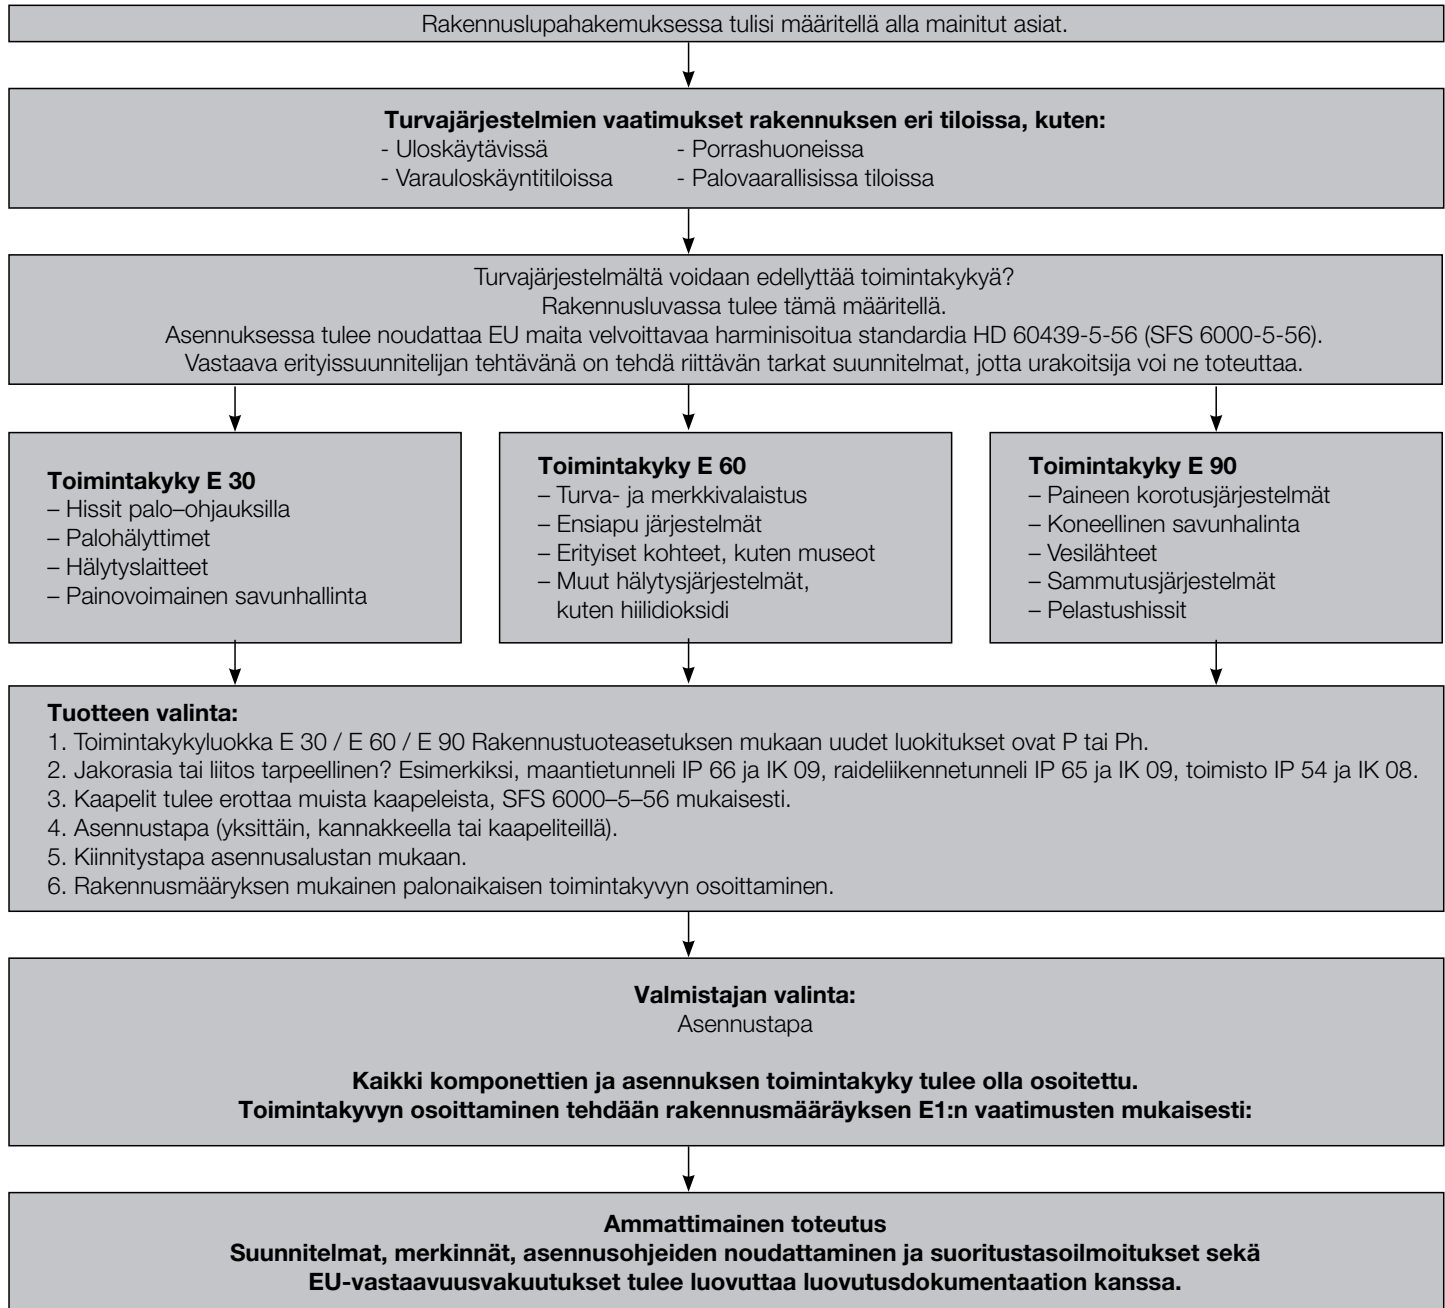 Rakennuslupahakemuksessa tulisi määritellä alla mainitut asiat.
Turvajärjestelmien vaatimukset rakennuksen eri tiloissa, kuten:
- Uloskäytävissä - Porrashuoneissa
- Varauloskäyntitiloissa - Palovaarallisissa tiloissa
Turvajärjestelmältä voidaan edellyttää toimintakykyä?
Rakennusluvassa tulee tämä määritellä.
Asennuksessa tulee noudattaa EU maita velvoittavaa harminisoitua standardia HD 60439-5-56 (SFS 6000-5-56).
Vastaava erityissuunnitelijan tehtävänä on tehdä riittävän tarkat suunnitelmat, jotta urakoitsija voi ne toteuttaa.
Toimintakyky E 30
– Hissit palo–ohjauksilla
– Palohälyttimet
– Hälytyslaitteet
– Painovoimainen savunhallinta
Toimintakyky E 60
– Turva- ja merkkivalaistus
– Ensiapu järjestelmät
– Erityiset kohteet, kuten museot
– Muut hälytysjärjestelmät,
kuten hiilidioksidi
Toimintakyky E 90
– Paineen korotusjärjestelmät
– Koneellinen savunhalinta
– Vesilähteet
– Sammutusjärjestelmät
– Pelastushissit
Tuotteen valinta:
1. Toimintakykyluokka E 30 / E 60 / E 90 Rakennustuoteasetuksen mukaan uudet luokitukset ovat P tai Ph.
2. Jakorasia tai liitos tarpeellinen? Esimerkiksi, maantietunneli IP 66 ja IK 09, raideliikennetunneli IP 65 ja IK 09, toimisto IP 54 ja IK 08.
3. Kaapelit tulee erottaa muista kaapeleista, SFS 6000–5–56 mukaisesti.
4. Asennustapa (yksittäin, kannakkeella tai kaapeliteillä).
5. Kiinnitystapa asennusalustan mukaan.
6. Rakennusmääryksen mukainen palonaikaisen toimintakyvyn osoittaminen.
Valmistajan valinta:
Asennustapa
Kaikki komponettien ja asennuksen toimintakyky tulee olla osoitettu.
Toimintakyvyn osoittaminen tehdään rakennusmääräyksen E1:n vaatimusten mukaisesti:
Ammattimainen toteutus
Suunnitelmat, merkinnät, asennusohjeiden noudattaminen ja suoritustasoilmoitukset sekä
EU-vastaavuusvakuutukset tulee luovuttaa luovutusdokumentaation kanssa.